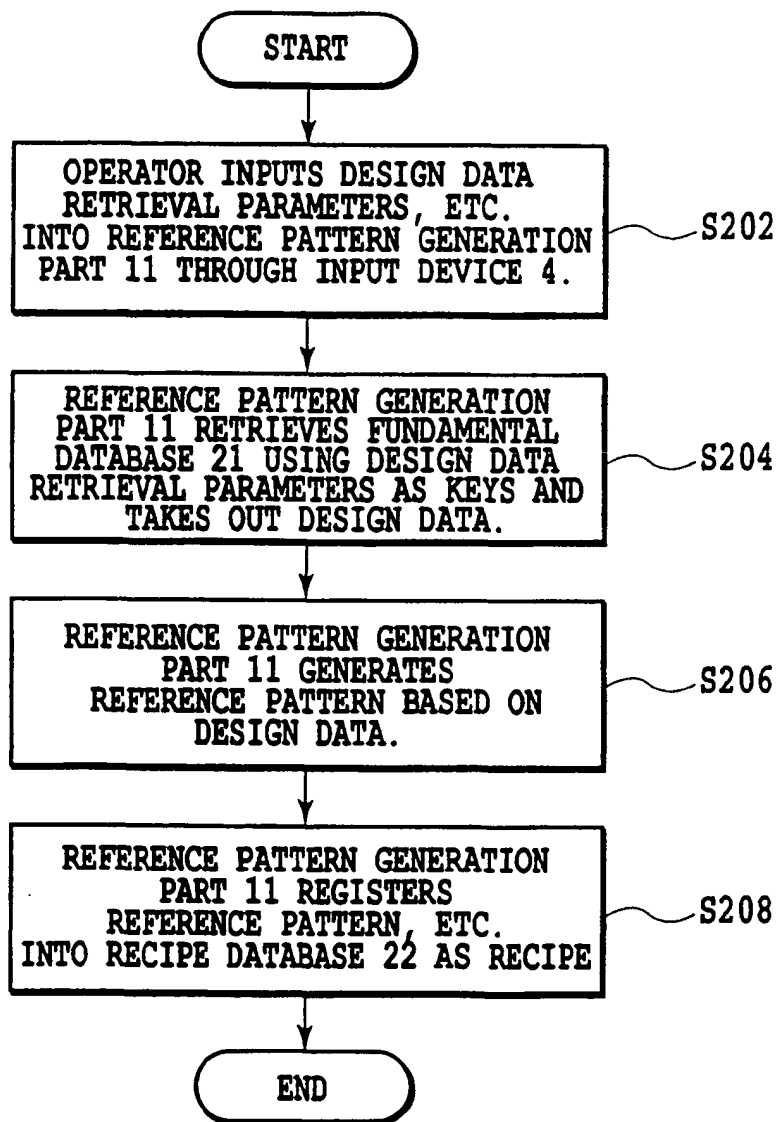 START
OPERATOR INPUTS DESIGN DATA
RETRIEVAL PARAMETERS, ETC.
INTO REFERENCE PATTERN GENERATION
PART 11 THROUGH INPUT DEVICE 4.
S202
REFERENCE PATTERN GENERATION
PART 11 RETRIEVES FUNDAMENTAL
DATABASE 21 USING DESIGN DATA
RETRIEVAL PARAMETERS AS KEYS AND
TAKES OUT DESIGN DATA.
S204
REFERENCE PATTERN GENERATION
PART 11 GENERATES
REFERENCE PATTERN BASED ON
DESIGN DATA.
S206
REFERENCE PATTERN GENERATION
PART 11 REGISTERS
REFERENCE PATTERN, ETC.
INTO RECIPE DATABASE 22 AS RECIPE
S208
END